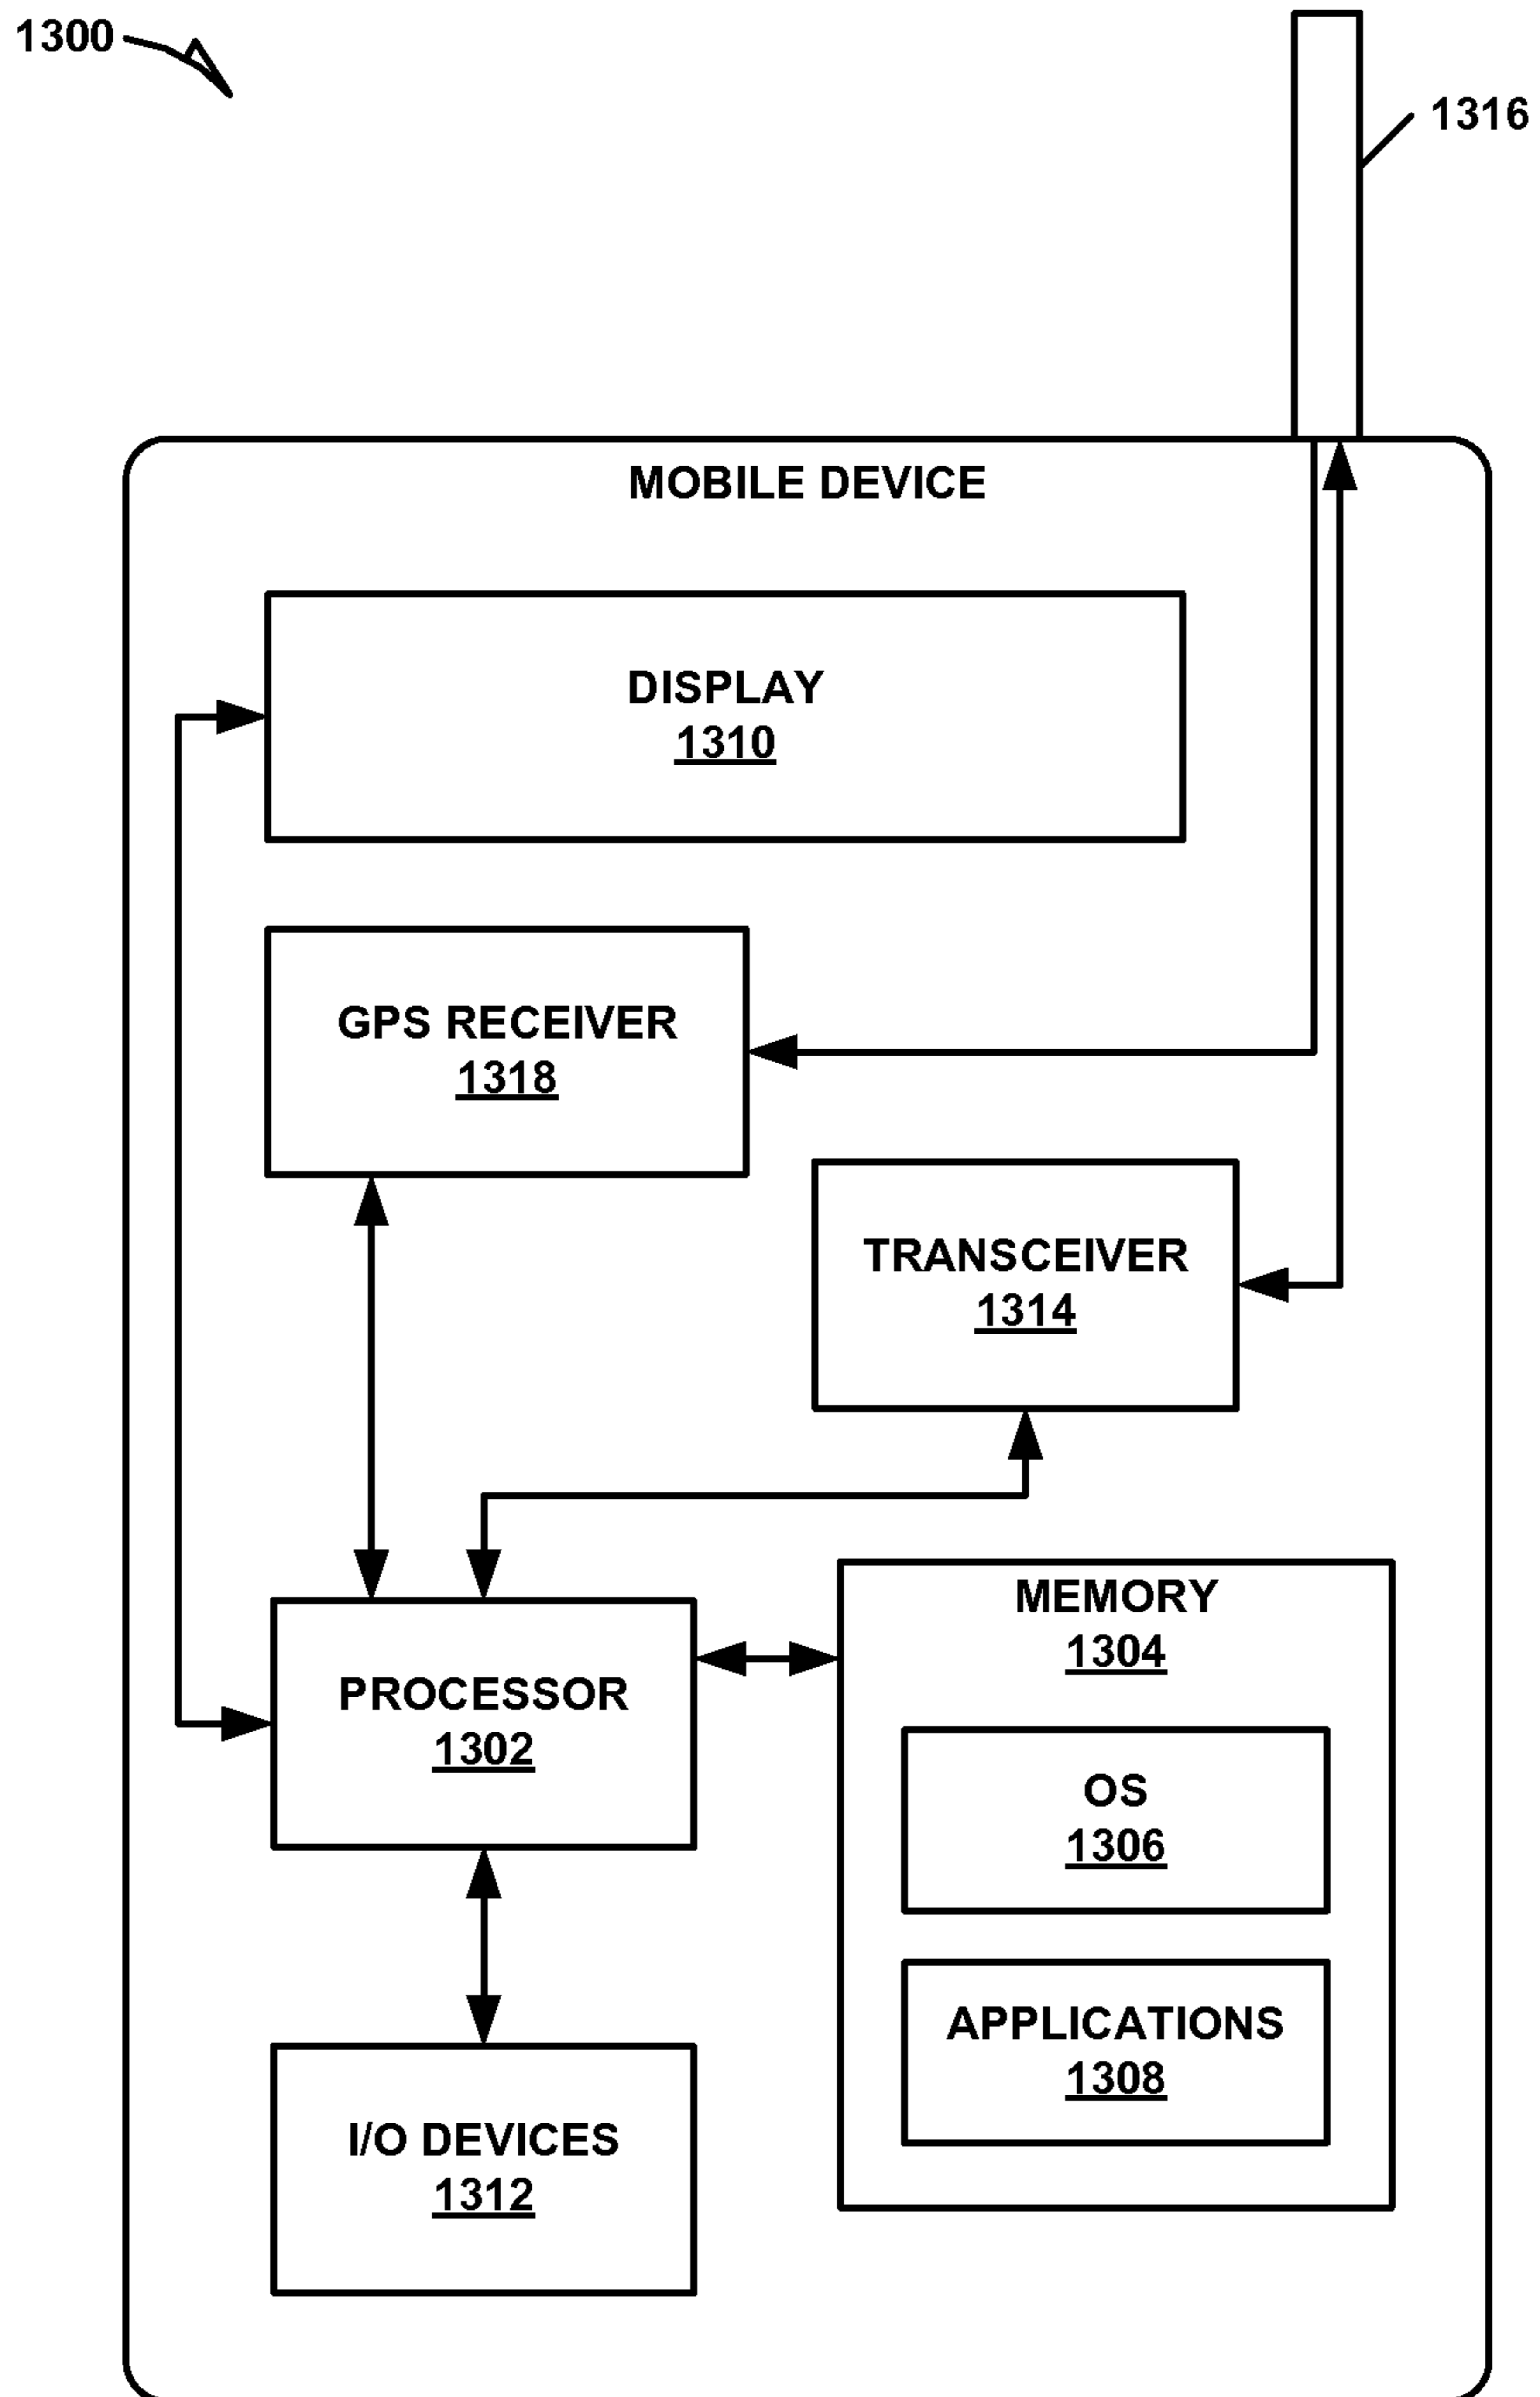 1300
1316
MOBILE DEVICE
DISPLAY
1310
GPS RECEIVER
1318
TRANSCEIVER
1314
MEMORY
1304
PROCESSOR
1302
OS
1306
APPLICATIONS
1308
I/O DEVICES
1312